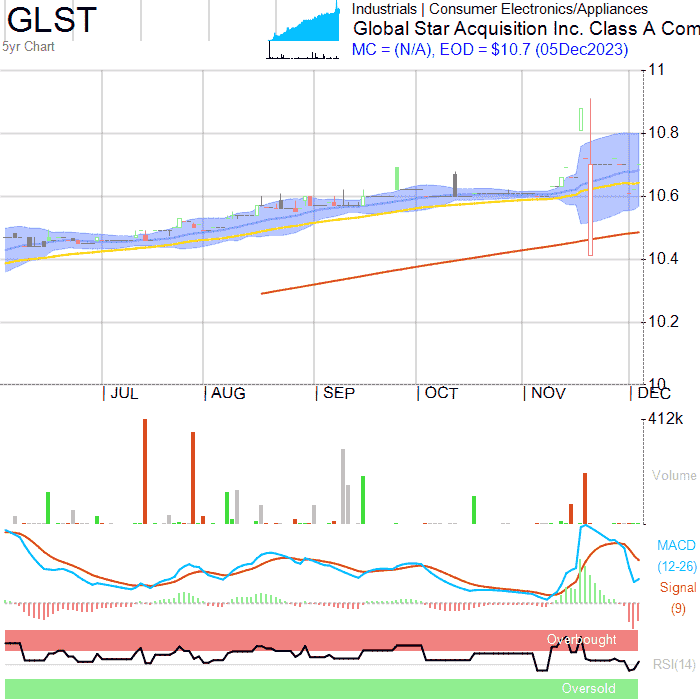 GLST
5yr Chart
Industrials | Consumer Electronics/Appliances
Global Star Acquisition Inc. Class A Com
MC = (N/A), EOD = $10.7 (05Dec2023)
11
10.8
10.6
10.4
10.2
10
JUL AUG SEP OCT NOV DEC
412k
Volume
MACD
(12-26)
Signal
(9)
Overbought
RSI(14)
Oversold